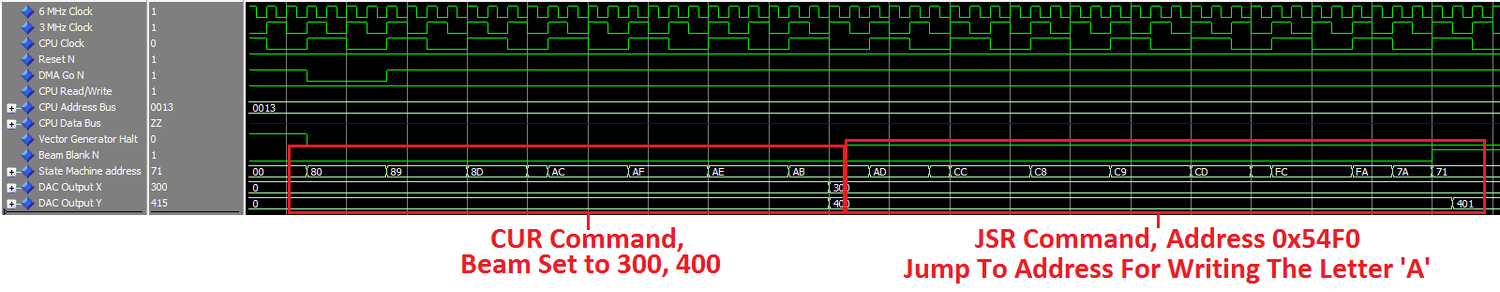 6 MHz Clock 1
3 MHz Clock 1
CPU Clock 0
Reset N 1
DMA Go N 1
CPU Read/Write 1
CPU Address Bus 0013 0013
CPU Data Bus ZZ
Vector Generator Halt 0
Beam Blank N 1
State Machine address 71 00 80 89 8D AC AF AE AB AD CC C8 C9 CD FC FA 7A 71
DAC Output X 300 0 300
DAC Output Y 415 0 400 401
CUR Command,
Beam Set to 300, 400
JSR Command, Address 0x54F0
Jump To Address For Writing The Letter 'A'